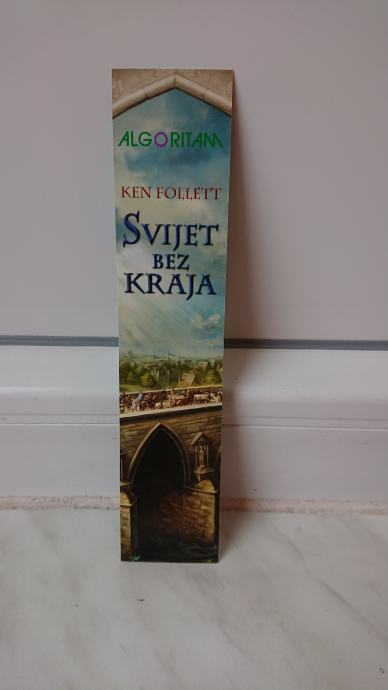 ALGORITAM
KEN FOLLETT
SVIJET
BEZ
KRAJA